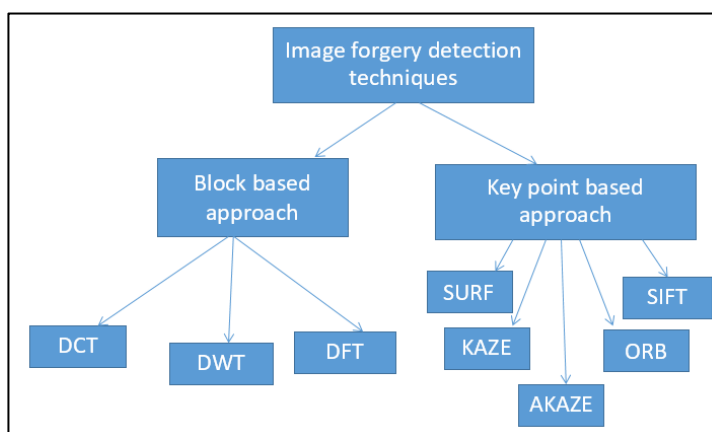 Image forgery detection
techniques
Block based
approach
Key point based
approach
SURF
SIFT
DCT
DWT
DFT
KAZE
ORB
AKAZE